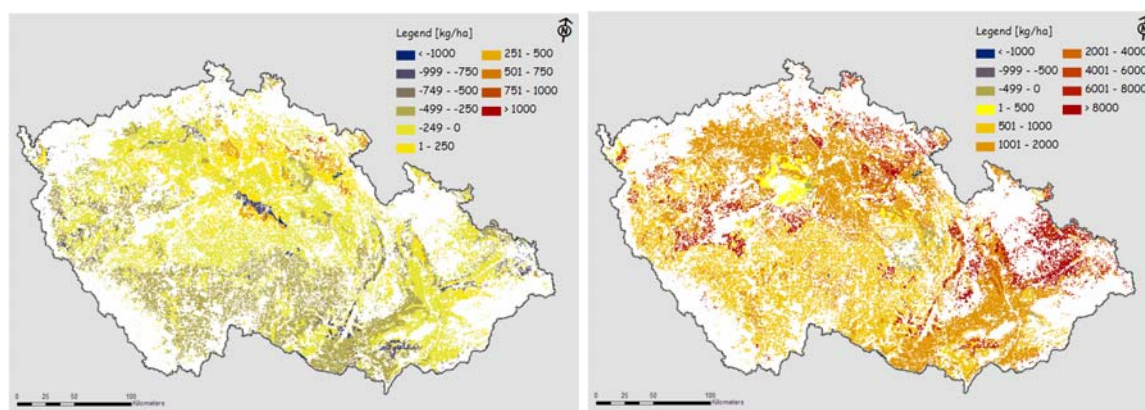 Legend [kg/ha]
N
< -1000
251 - 500
-999 - -750
501 - 750
-749 - -500
751 - 1000
-499 - -250
> 1000
-249 - 0
1 - 250
0 25 50 100
Kilometers
Legend [kg/ha]
N
< -1000
2001 - 4000
-999 - -500
4001 - 6000
-499 - 0
6001 - 8000
1 - 500
> 8000
501 - 1000
1001 - 2000
0 25 50 100
Kilometers